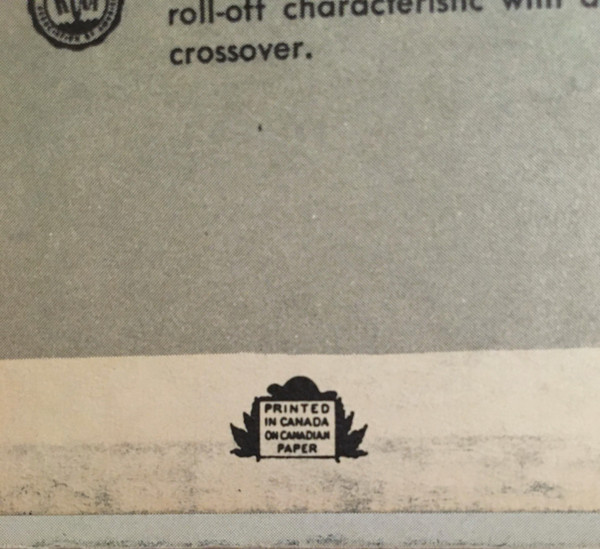 roll-off characteristic with a
crossover.
PRINTED
IN CANADA
ON CANADIAN
PAPER